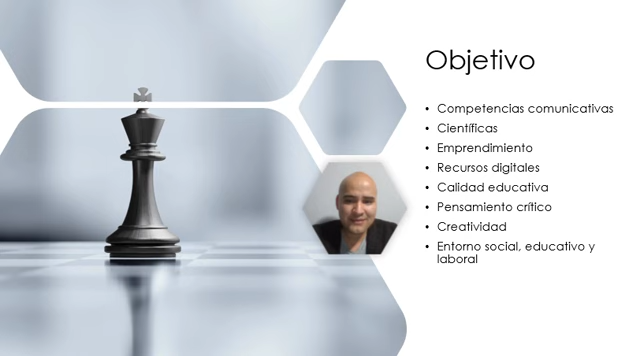 Objetivo
• Competencias comunicativas
• Científicas
• Emprendimiento
• Recursos digitales
• Calidad educativa
• Pensamiento crítico
• Creatividad
• Entorno social, educativo y
laboral